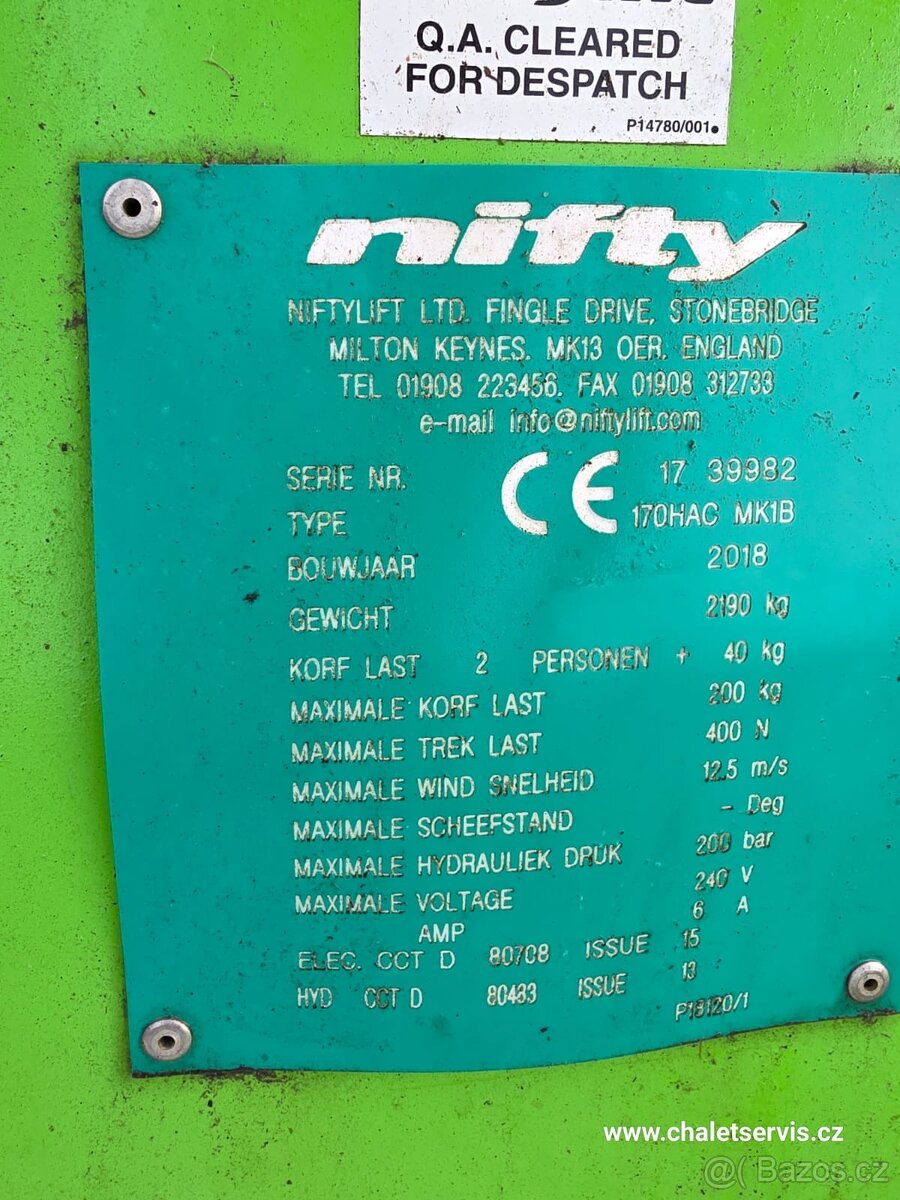 Q.A. CLEARED
FOR DESPATCH
P14780/001
nifty
NIFTYLIFT LTD. FINGLE DRIVE, STONEBRIDGE
MILTON KEYNES. MK13 OER. ENGLAND
TEL 01908 223456. FAX 01908 312733
e-mail info@niftylift.com
SERIE NR. CE 17 39982
TYPE 170HAC MK1B
BOUWJAAR 2018
GEWICHT 2190 kg
KORF LAST 2 PERSONEN + 40 kg
MAXIMALE KORF LAST 200 kg
MAXIMALE TREK LAST 400 N
MAXIMALE WIND SNELHEID 12.5 m/s
MAXIMALE SCHEEFSTAND - Deg
MAXIMALE HYDRAULIEK DRUK 200 bar
MAXIMALE VOLTAGE 240 V
AMP 6 A
ELEC. CCT D 80708 ISSUE 15
HYD CCT D 80483 ISSUE 13
P18120/1
www.chaletservis.cz
@Bazos.cz